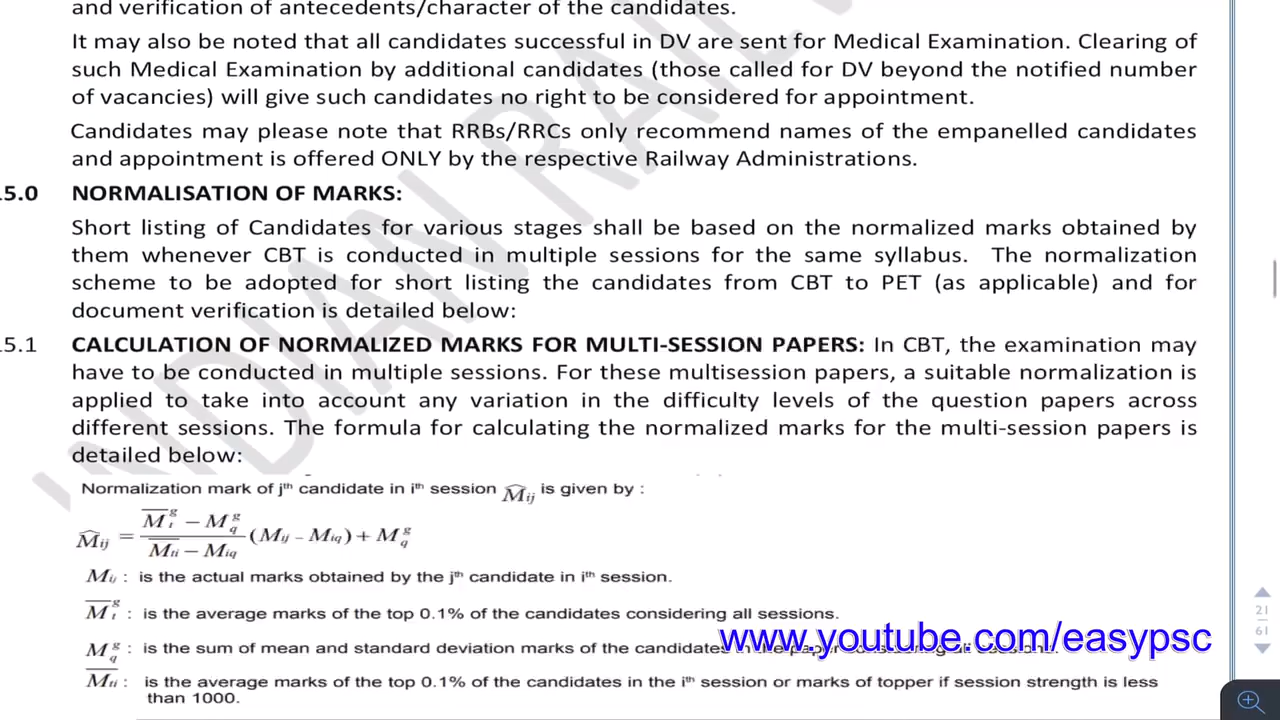 and verification of antecedents/character of the candidates.
It may also be noted that all candidates successful in DV are sent for Medical Examination. Clearing of
such Medical Examination by additional candidates (those called for DV beyond the notified number
of vacancies) will give such candidates no right to be considered for appointment.
Candidates may please note that RRBs/RRCs only recommend names of the empanelled candidates
and appointment is offered ONLY by the respective Railway Administrations.
15.0 NORMALISATION OF MARKS:
Short listing of Candidates for various stages shall be based on the normalized marks obtained by
them whenever CBT is conducted in multiple sessions for the same syllabus. The normalization
scheme to be adopted for short listing the candidates from CBT to PET (as applicable) and for
document verification is detailed below:
15.1 CALCULATION OF NORMALIZED MARKS FOR MULTI-SESSION PAPERS: In CBT, the examination may
have to be conducted in multiple sessions. For these multisession papers, a suitable normalization is
applied to take into account any variation in the difficulty levels of the question papers across
different sessions. The formula for calculating the normalized marks for the multi-session papers is
detailed below:
Normalization mark of jth candidate in ith session M̂ij is given by :
M̂ij = (M̄t^g − Mq^g) / (M̄ti − Miq) (Mij − Miq) + Mq^g
Mij : is the actual marks obtained by the jth candidate in ith session.
M̄t^g : is the average marks of the top 0.1% of the candidates considering all sessions.
Mq^g : is the sum of mean and standard deviation marks of the candidates
www.youtube.com/easypsc
M̄ti : is the average marks of the top 0.1% of the candidates in the ith session or marks of topper if session strength is less
than 1000.
INDIAN RAILW
21
61